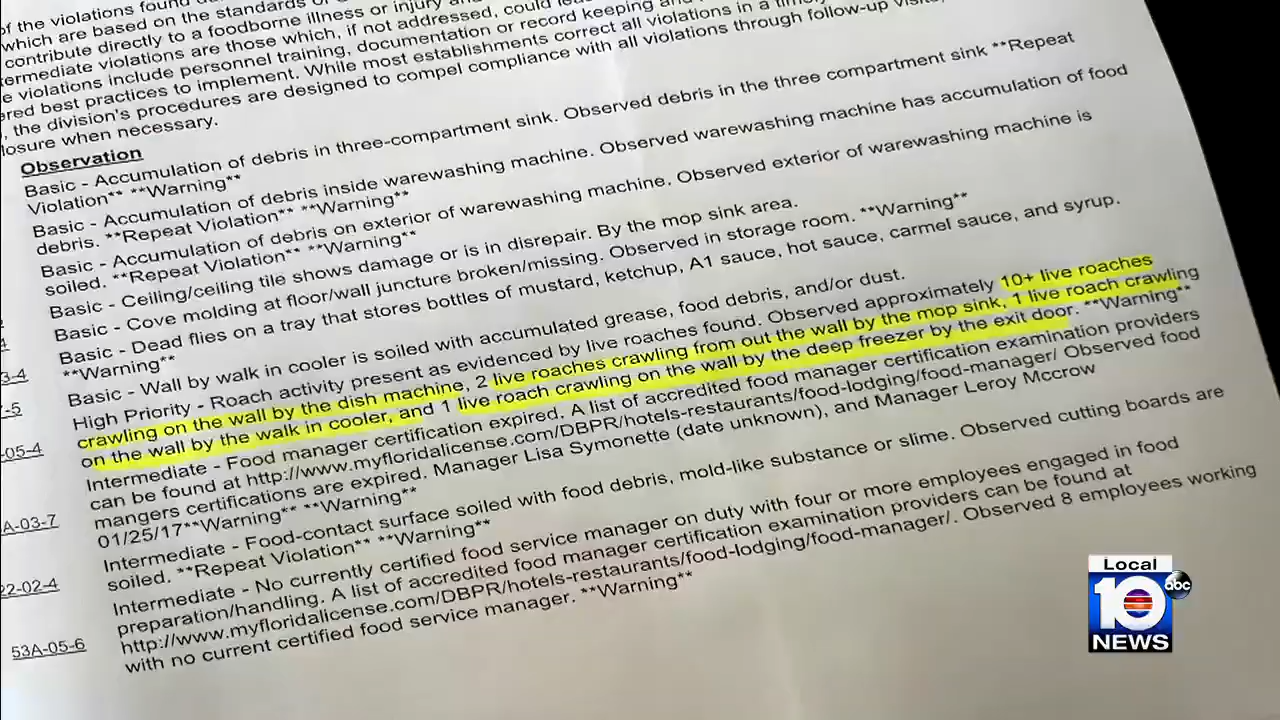 of the violations found
which are based on the standards of
contribute directly to a foodborne illness or injury and
termediate violations are those which, if not addressed, could lea
e violations include personnel training, documentation or record keeping and
ered best practices to implement. While most establishments correct all violations in a timely
, the division's procedures are designed to compel compliance with all violations through follow-up visits,
losure when necessary.
Observation
Basic - Accumulation of debris in three-compartment sink. Observed debris in the three compartment sink **Repeat
Violation** **Warning**
Basic - Accumulation of debris inside warewashing machine. Observed warewashing machine has accumulation of food
debris. **Repeat Violation** **Warning**
Basic - Accumulation of debris on exterior of warewashing machine. Observed exterior of warewashing machine is
soiled. **Repeat Violation** **Warning**
Basic - Ceiling/ceiling tile shows damage or is in disrepair. By the mop sink area.
Basic - Cove molding at floor/wall juncture broken/missing. Observed in storage room. **Warning**
Basic - Dead flies on a tray that stores bottles of mustard, ketchup, A1 sauce, hot sauce, carmel sauce, and syrup.
**Warning**
3-4
Basic - Wall by walk in cooler is soiled with accumulated grease, food debris, and/or dust.
-5
High Priority - Roach activity present as evidenced by live roaches found. Observed approximately 10+ live roaches
crawling on the wall by the dish machine, 2 live roaches crawling from out the wall by the mop sink, 1 live roach crawling
-05-4
on the wall by the walk in cooler, and 1 live roach crawling on the wall by the deep freezer by the exit door. **Warning**
Intermediate - Food manager certification expired. A list of accredited food manager certification examination providers
can be found at http://www.myfloridalicense.com/DBPR/hotels-restaurants/food-lodging/food-manager/ Observed food
A-03-7
mangers certifications are expired. Manager Lisa Symonette (date unknown), and Manager Leroy Mccrow
01/25/17**Warning** **Warning**
Intermediate - Food-contact surface soiled with food debris, mold-like substance or slime. Observed cutting boards are
22-02-4
soiled. **Repeat Violation** **Warning**
Intermediate - No currently certified food service manager on duty with four or more employees engaged in food
preparation/handling. A list of accredited food manager certification examination providers can be found at
53A-05-6
http://www.myfloridalicense.com/DBPR/hotels-restaurants/food-lodging/food-manager/. Observed 8 employees working
with no current certified food service manager. **Warning**
Local
10
abc
NEWS